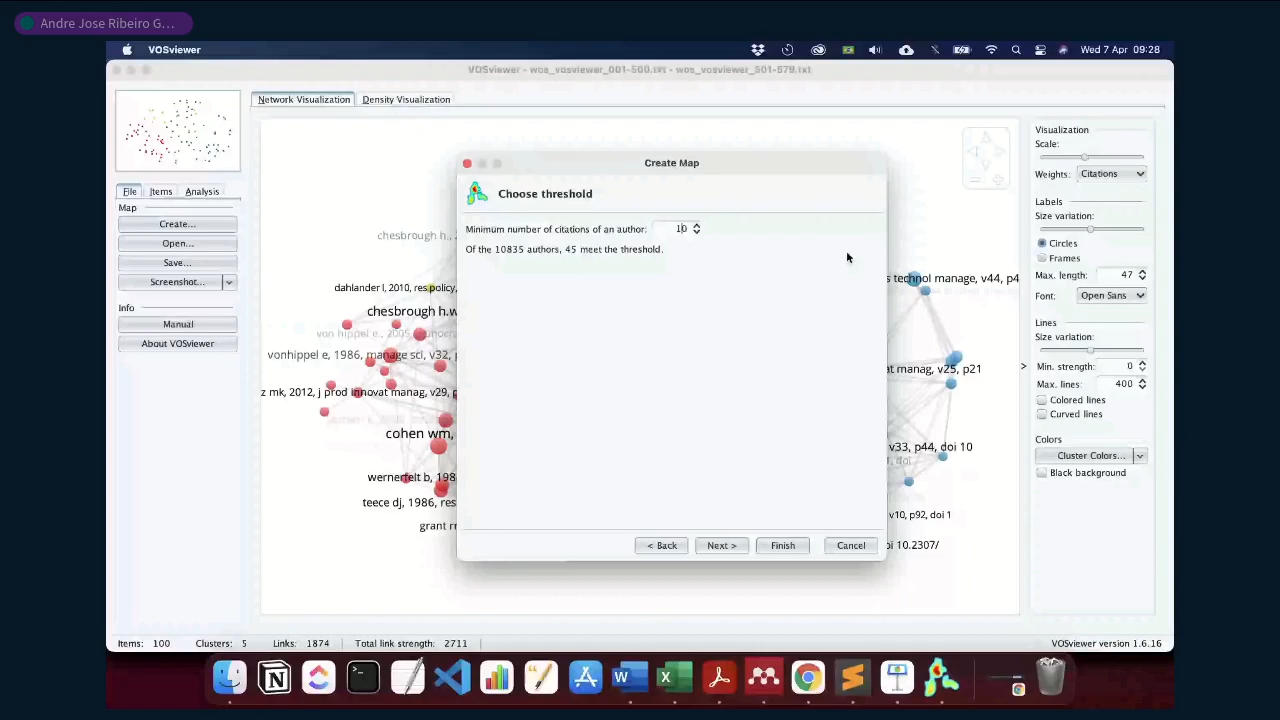 Andre Jose Ribeiro G...
VOSviewer
Wed 7 Apr 09:28
VOSviewer - wos_vosviewer_001-500.txt - wos_vosviewer_501-579.txt
Network Visualization
Density Visualization
File
Items
Analysis
Map
Create...
Open...
Save...
Screenshot...
Info
Manual
About VOSviewer
chesbrough h.,
dahlander l, 2010, res policy,
chesbrough h.w
von hippel e., 2005,
vonhippel e, 1986, manage sci, v32, p
z mk, 2012, j prod innovat manag, v29, p
cohen wm,
wernerfelt b, 198
teece dj, 1986, res
grant r
Create Map
Choose threshold
Minimum number of citations of an author: 10
Of the 10835 authors, 45 meet the threshold.
< Back
Next >
Finish
Cancel
s technol manage, v44, p4
at manag, v25, p21
v33, p44, doi 10
, doi
v10, p92, doi 1
oi 10.2307/
>
Visualization
Scale:
Weights: Citations
Labels
Size variation:
Circles
Frames
Max. length: 47
Font: Open Sans
Lines
Size variation:
Min. strength: 0
Max. lines: 400
Colored lines
Curved lines
Colors
Cluster Colors...
Black background
Items: 100
Clusters: 5
Links: 1874
Total link strength: 2711
VOSviewer version 1.6.16